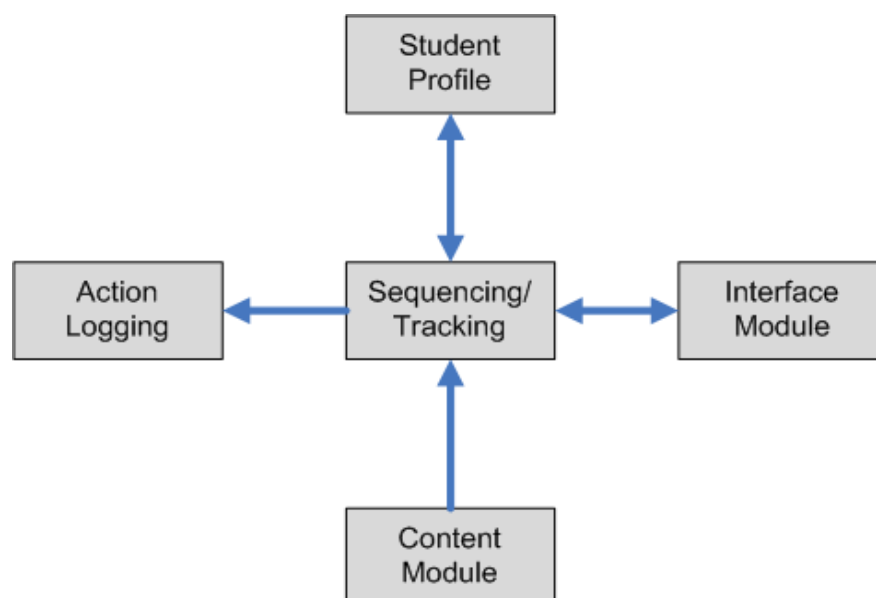 Student
Profile
Action
Logging
Sequencing/
Tracking
Interface
Module
Content
Module